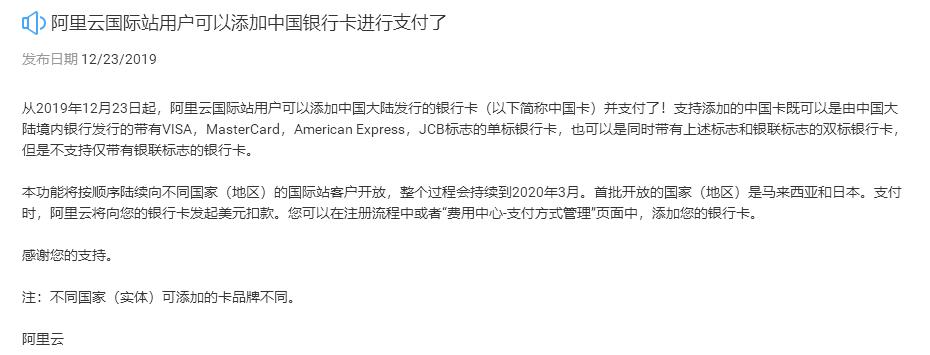 阿里云国际站用户可以添加中国银行卡进行支付了
发布日期 12/23/2019
从2019年12月23日起，阿里云国际站用户可以添加中国大陆发行的银行卡（以下简称中国卡）并支付了！支持添加的中国卡既可以是由中国大
陆境内银行发行的带有VISA，MasterCard，American Express，JCB标志的单标银行卡，也可以是同时带有上述标志和银联标志的双标银行卡，
但是不支持仅带有银联标志的银行卡。
本功能将按顺序陆续向不同国家（地区）的国际站客户开放，整个过程会持续到2020年3月。首批开放的国家（地区）是马来西亚和日本。支付
时，阿里云将向您的银行卡发起美元扣款。您可以在注册流程中或者“费用中心-支付方式管理”页面中，添加您的银行卡。
感谢您的支持。
注：不同国家（实体）可添加的卡品牌不同。
阿里云